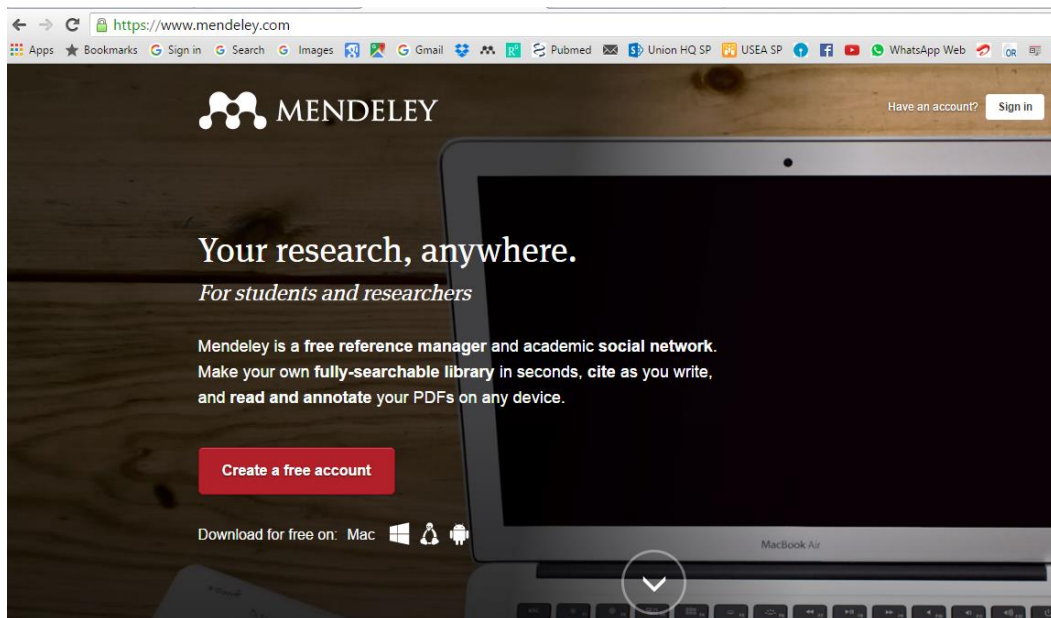 https://www.mendeley.com
Apps Bookmarks Sign in Search Images Gmail Pubmed Union HQ SP USEA SP WhatsApp Web OR
MENDELEY
Have an account? Sign in
Your research, anywhere.
For students and researchers
Mendeley is a free reference manager and academic social network.
Make your own fully-searchable library in seconds, cite as you write,
and read and annotate your PDFs on any device.
Create a free account
Download for free on: Mac
MacBook Air